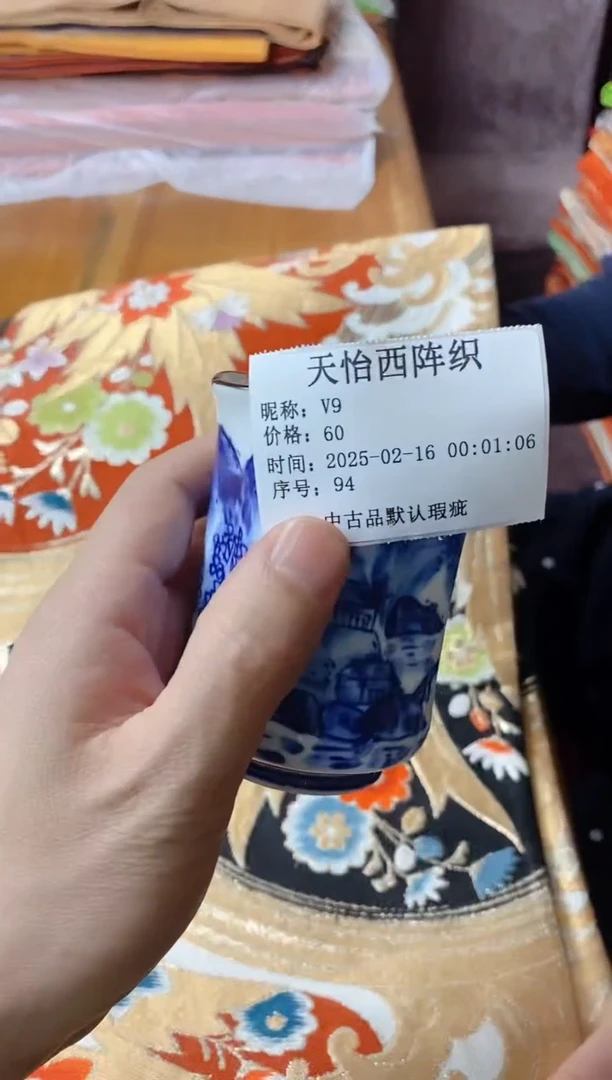 天怡西阵织
昵称: V9
价格: 60
时间: 2025-02-16 00:01:06
序号: 94
中古品默认瑕疵